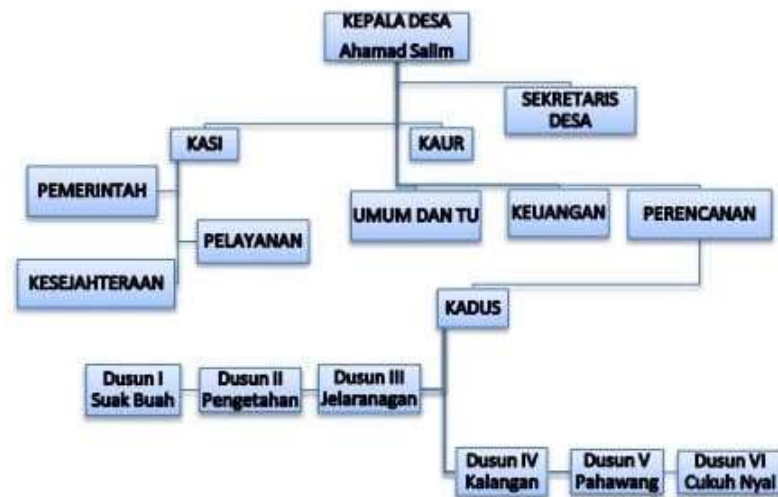 KEPALA DESA
Ahamad Salim
SEKRETARIS
DESA
KASI
KAUR
PEMERINTAH
UMUM DAN TU
KEUANGAN
PERENCANAN
PELAYANAN
KESEJAHTERAAN
KADUS
Dusun I
Suak Buah
Dusun II
Pengetahan
Dusun III
Jelaranagan
Dusun IV
Kalangan
Dusun V
Pahawang
Dusun VI
Cukuh Nyai